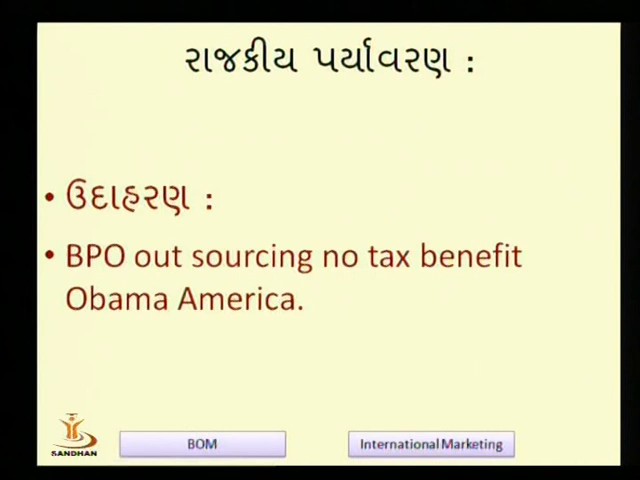 રાજકીય પર્યાવરણ :
• ઉદાહરણ :
• BPO out sourcing no tax benefit
Obama America.
SANDHAN
BOM
International Marketing